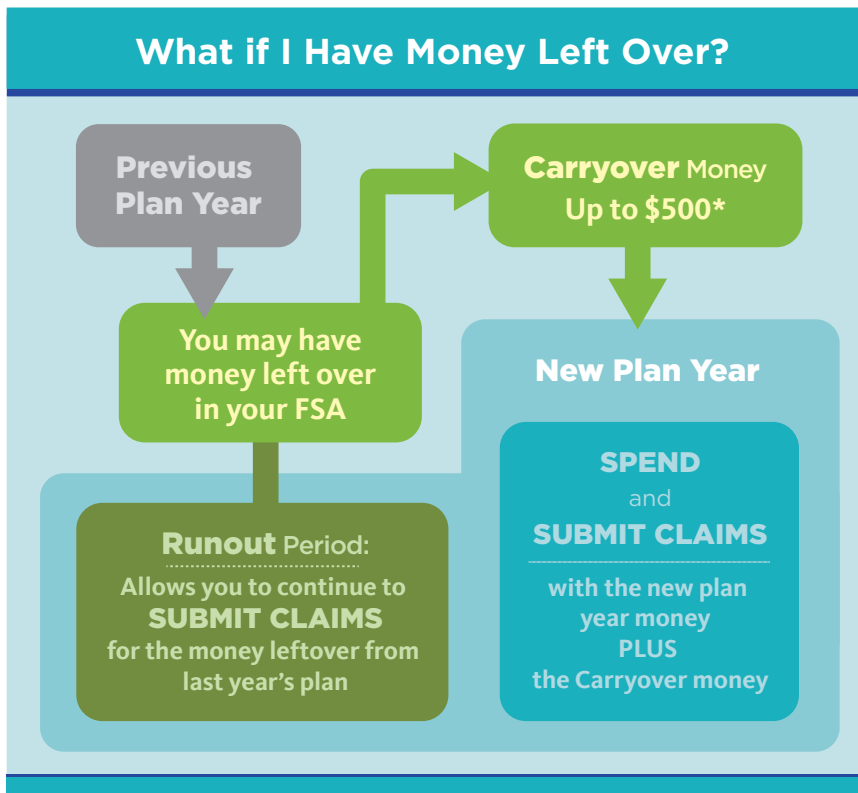 What if I Have Money Left Over?
Previous
Plan Year
You may have
money left over
in your FSA
Carryover Money
Up to $500*
Runout Period:
Allows you to continue to
SUBMIT CLAIMS
for the money leftover from
last year's plan
New Plan Year
SPEND
and
SUBMIT CLAIMS
with the new plan
year money
PLUS
the Carryover money